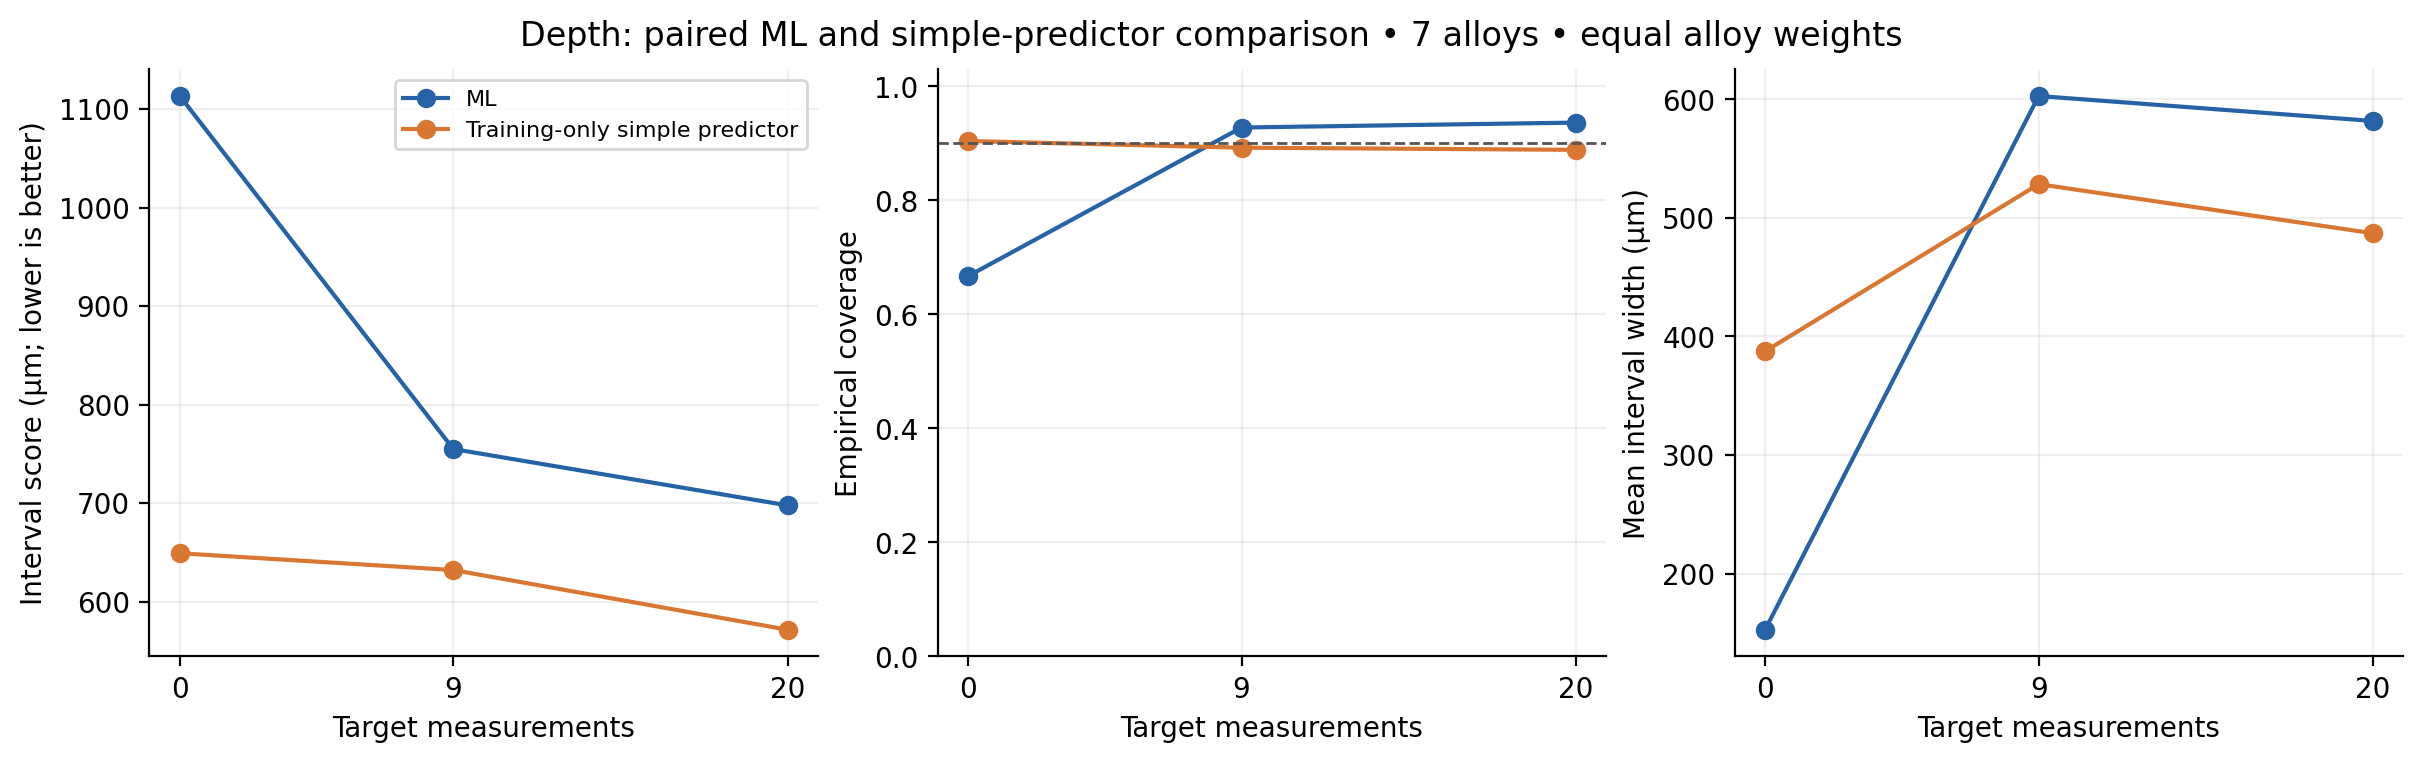 Depth: paired ML and simple-predictor comparison • 7 alloys • equal alloy weights
Interval score (µm; lower is better)
1100
1000
900
800
700
600
0
9
20
Target measurements
ML
Training-only simple predictor
Empirical coverage
1.0
0.8
0.6
0.4
0.2
0.0
0
9
20
Target measurements
Mean interval width (µm)
600
500
400
300
200
0
9
20
Target measurements